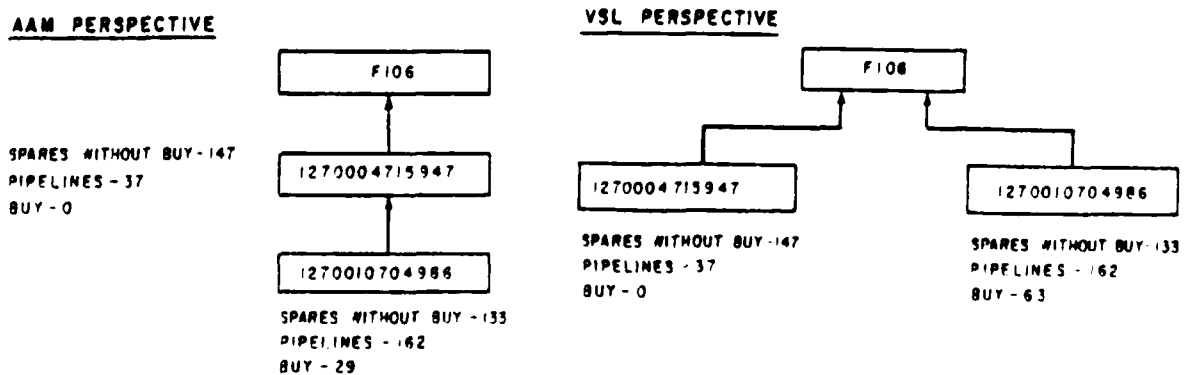 AAM PERSPECTIVE
F106
SPARES WITHOUT BUY-147
PIPELINES - 37
BUY-0
1270004715947
1270010704986
SPARES WITHOUT BUY-133
PIPELINES - 162
BUY - 29
VSL PERSPECTIVE
F106
1270004715947
SPARES WITHOUT BUY-147
PIPELINES - 37
BUY-0
1270010704986
SPARES WITHOUT BUY-133
PIPELINES - 162
BUY-63